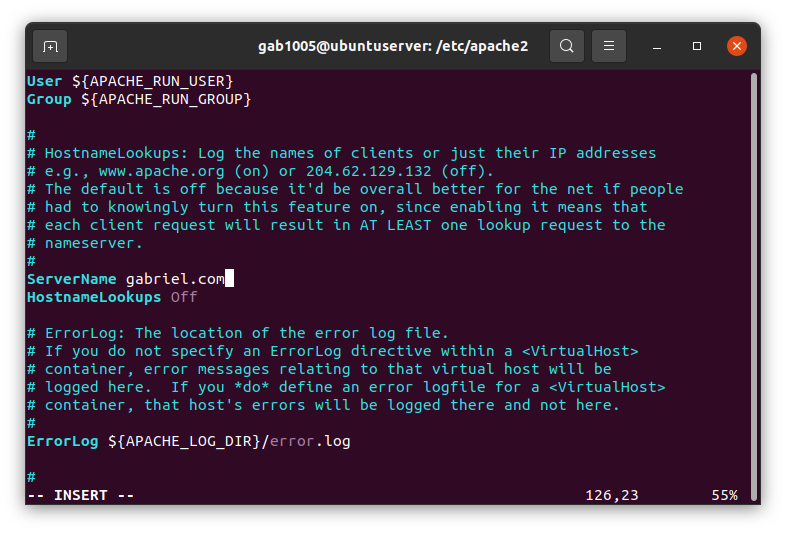 gab1005@ubuntuserver: /etc/apache2
User ${APACHE_RUN_USER}
Group ${APACHE_RUN_GROUP}
#
# HostnameLookups: Log the names of clients or just their IP addresses
# e.g., www.apache.org (on) or 204.62.129.132 (off).
# The default is off because it'd be overall better for the net if people
# had to knowingly turn this feature on, since enabling it means that
# each client request will result in AT LEAST one lookup request to the
# nameserver.
#
ServerName gabriel.com
HostnameLookups Off
# ErrorLog: The location of the error log file.
# If you do not specify an ErrorLog directive within a <VirtualHost>
# container, error messages relating to that virtual host will be
# logged here.  If you *do* define an error logfile for a <VirtualHost>
# container, that host's errors will be logged there and not here.
#
ErrorLog ${APACHE_LOG_DIR}/error.log
#
-- INSERT -- 126,23 55%